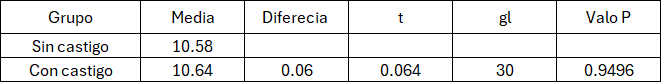 Grupo Media Diferecia t gl Valo P
Sin castigo 10.58
Con castigo 10.64 0.06 0.064 30 0.9496